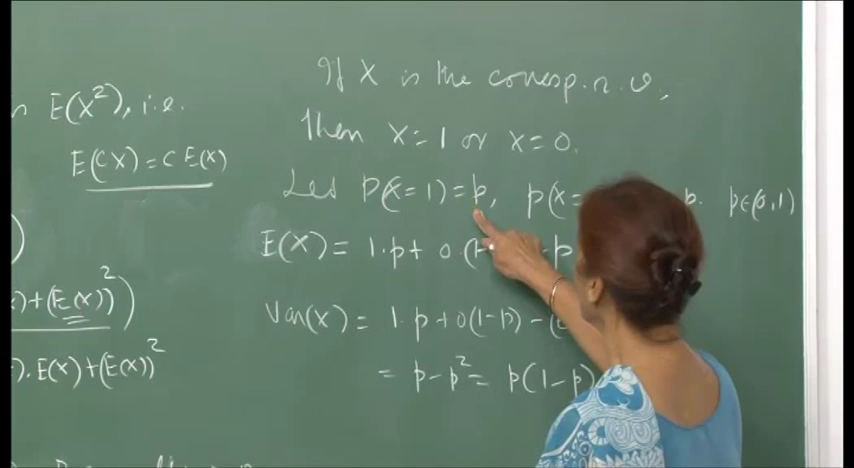 E(X²), i.e.
E(CX) = C E(X)
)+(E(X))²)
). E(X)+(E(X))²
If X is the corresp. r.v,
Then X=1 or X=0.
Let P(X=1)=p, p(X= p. p∈(0,1)
E(X) = 1.p+ 0.(1- p
Var(X) = 1.p+0(1-p)-(
= p-p² = p(1-p)